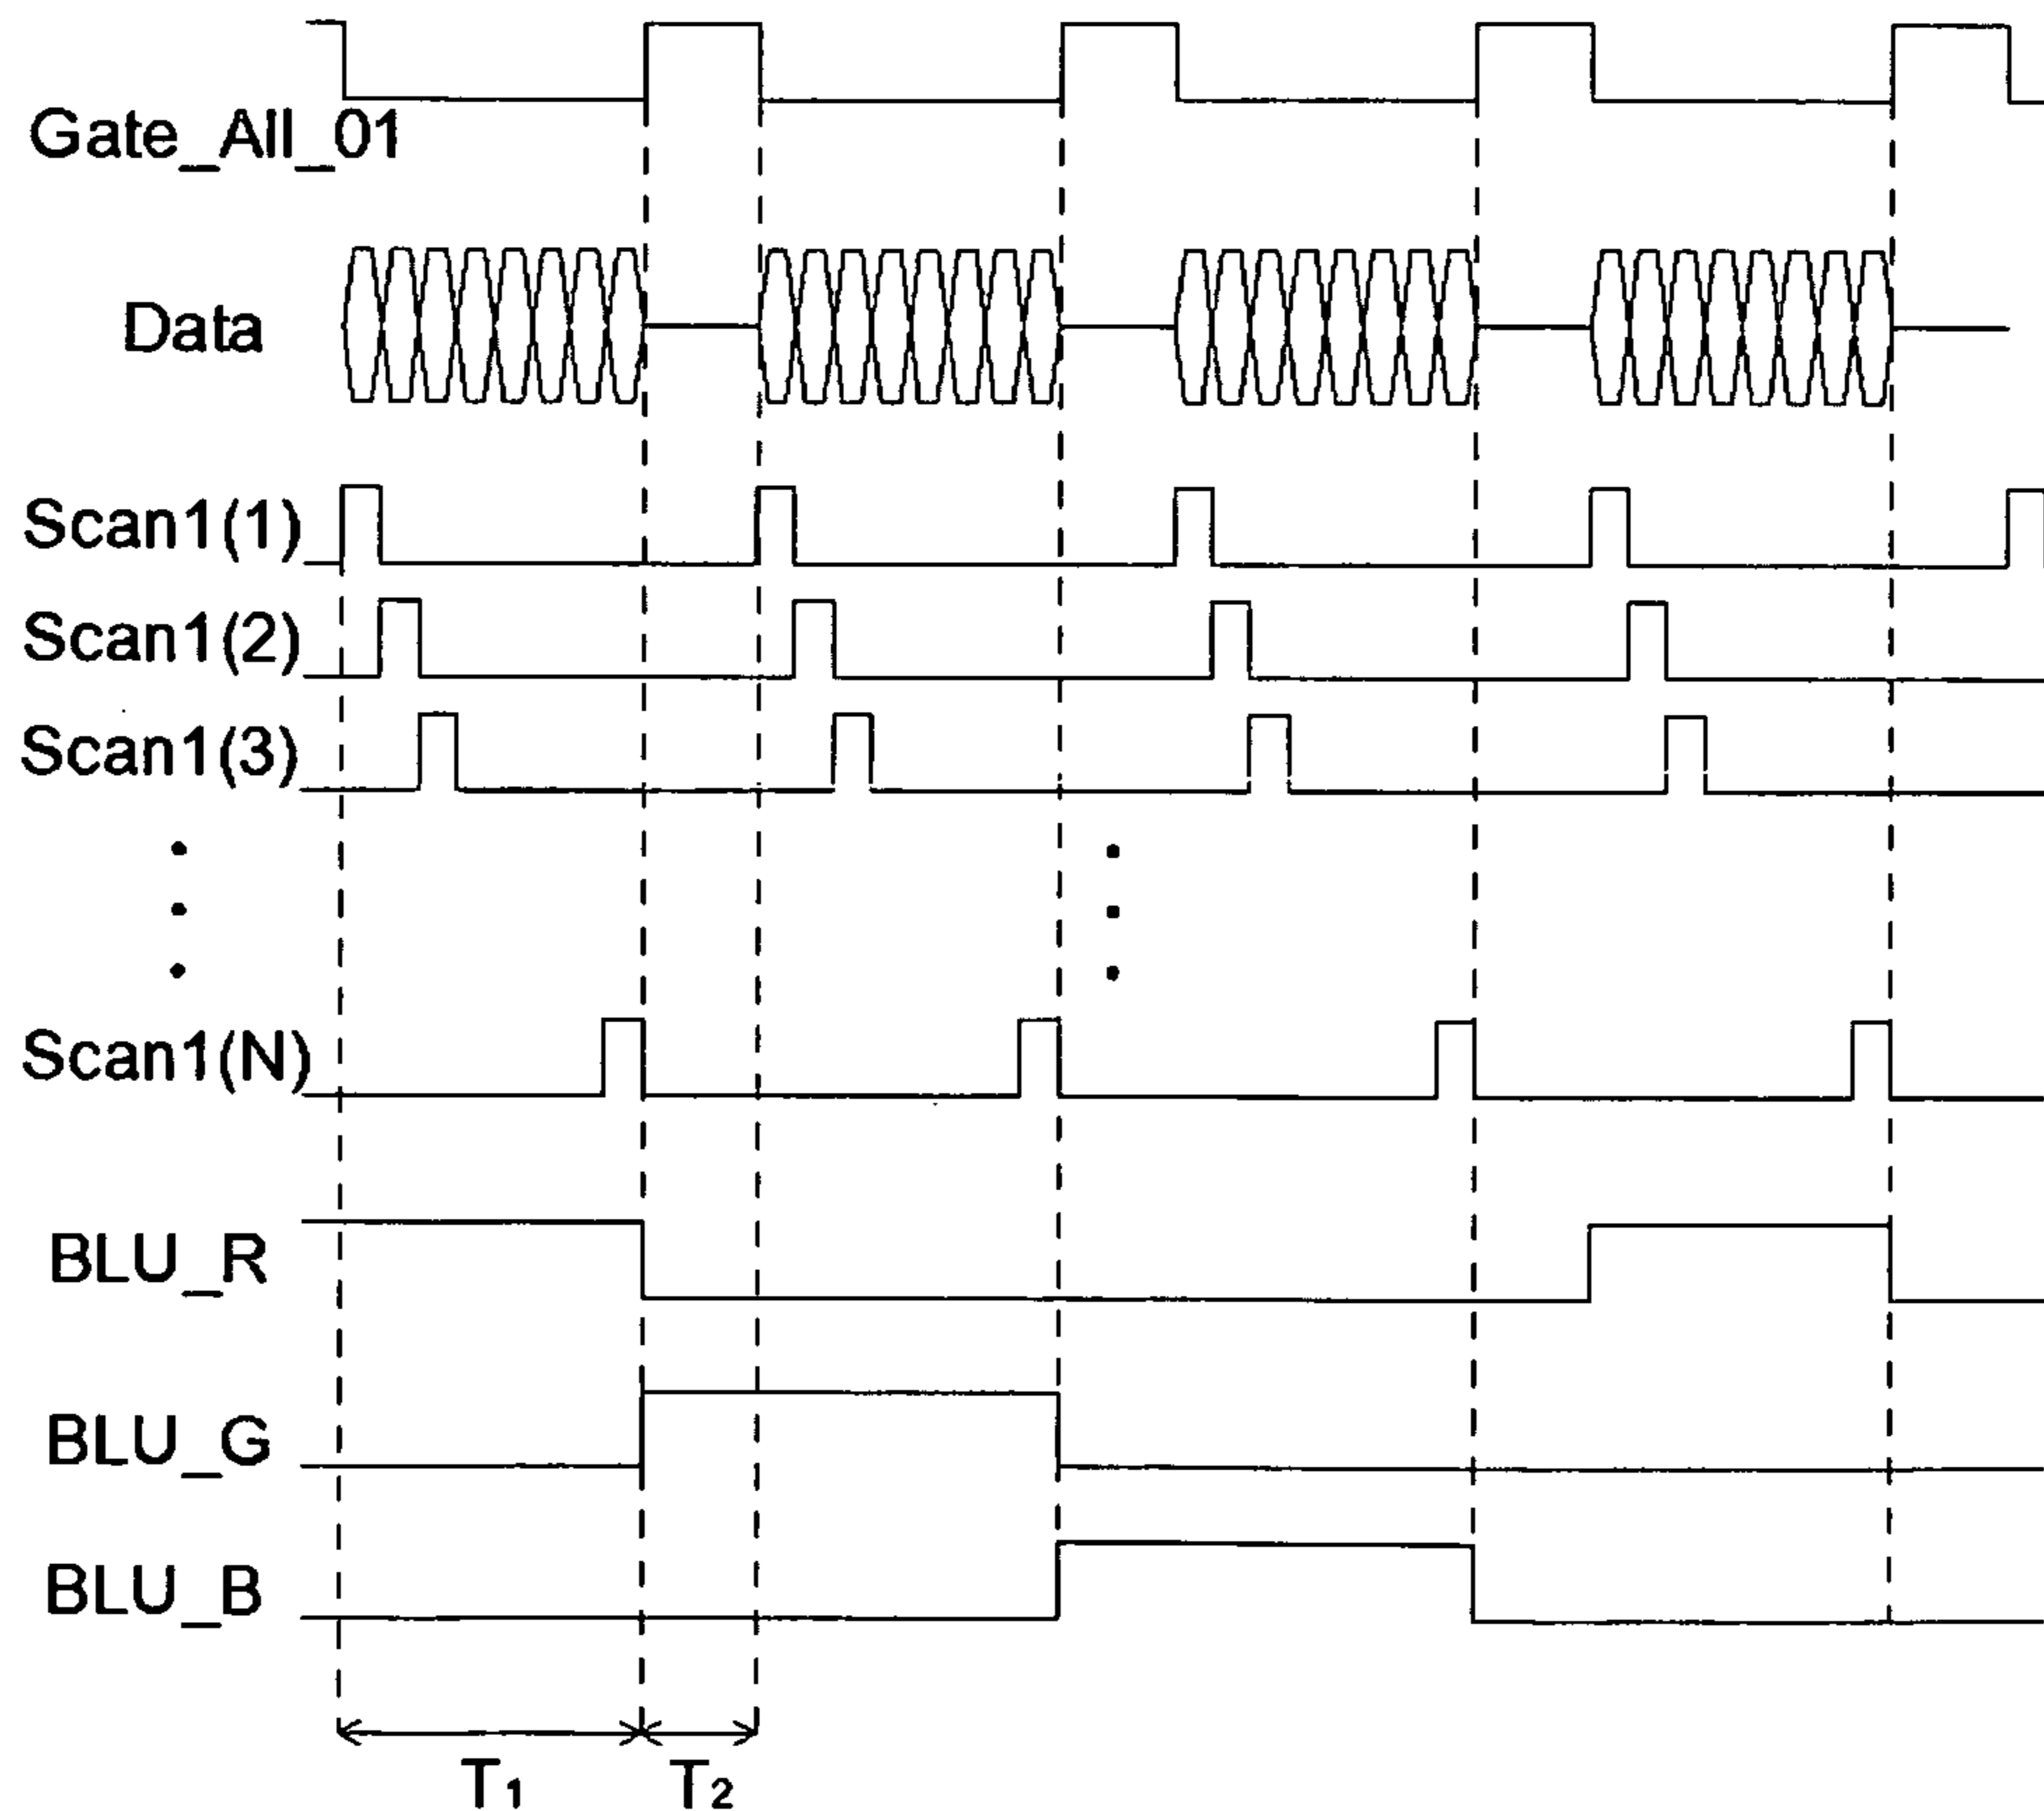 Gate_All_01
Data
Scan1(1)
Scan1(2)
Scan1(3)
Scan1(N)
BLU_R
BLU_G
BLU_B
T1 T2